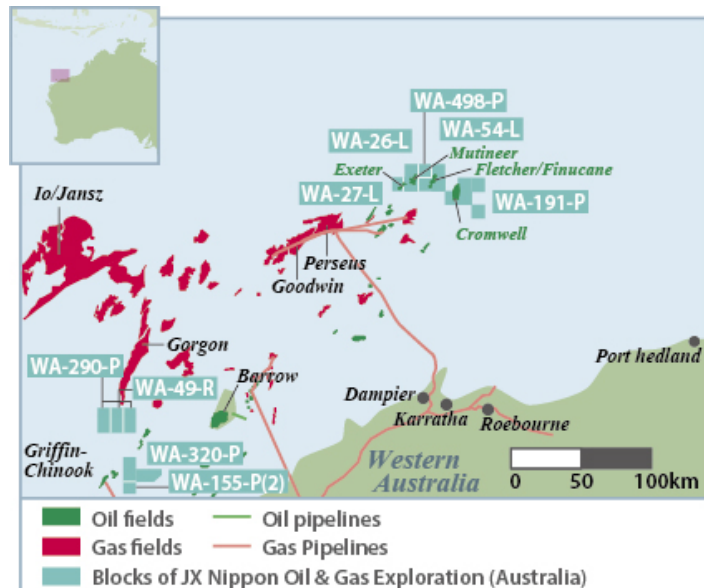 WA-498-P
WA-26-L
WA-54-L
Mutineer
Exeter
Fletcher/Finucane
Io/Jansz
WA-27-L
WA-191-P
Cromwell
Perseus
Goodwin
Gorgon
Port hedland
WA-290-P
Barrow
WA-49-R
Dampier
Karratha
Roebourne
Griffin-
Chinook
WA-320-P
Western
Australia
WA-155-P(2)
0 50 100km
Oil fields Oil pipelines
Gas fields Gas Pipelines
Blocks of JX Nippon Oil & Gas Exploration (Australia)